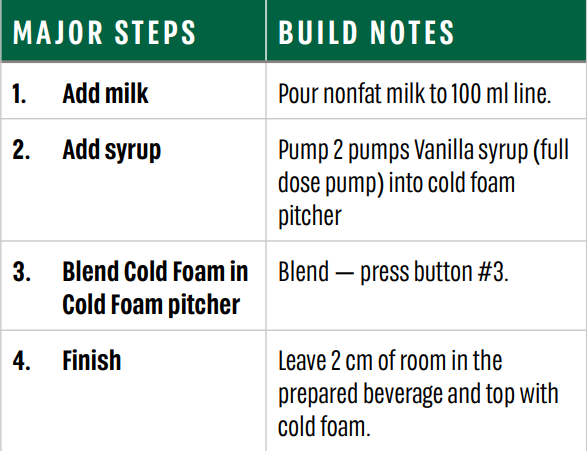 MAJOR STEPS
BUILD NOTES
1. Add milk
Pour nonfat milk to 100 ml line.
2. Add syrup
Pump 2 pumps Vanilla syrup (full
dose pump) into cold foam
pitcher
3. Blend Cold Foam in
Cold Foam pitcher
Blend — press button #3.
4. Finish
Leave 2 cm of room in the
prepared beverage and top with
cold foam.